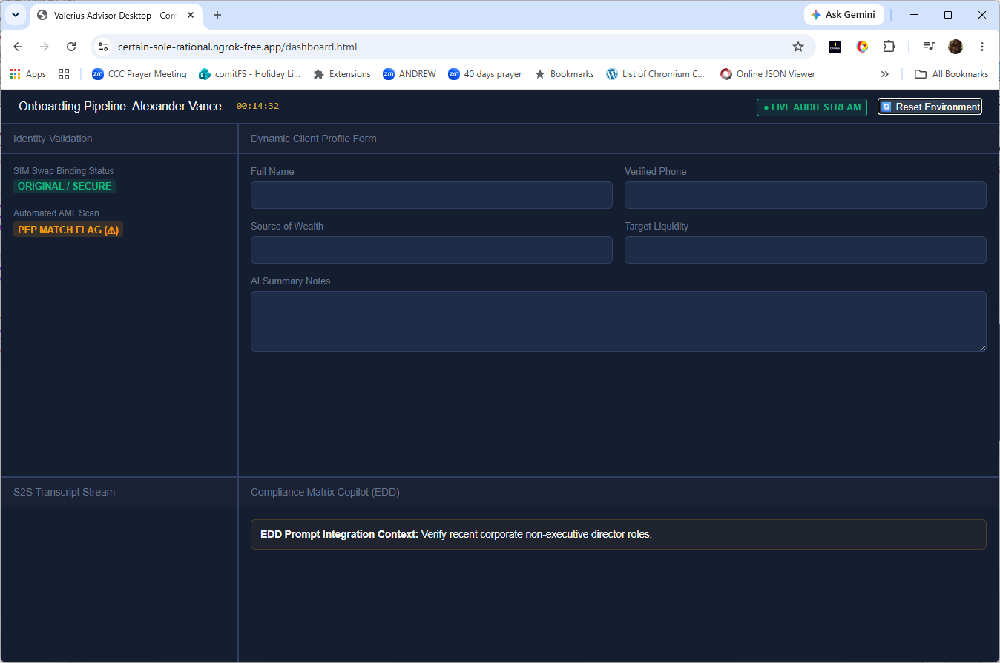 Valerius Advisor Desktop - Com
Ask Gemini
certain-sole-rational.ngrok-free.app/dashboard.html
Apps
zm CCC Prayer Meeting
comitFS - Holiday Li...
Extensions
zm ANDREW
zm 40 days prayer
Bookmarks
List of Chromium C...
Online JSON Viewer
All Bookmarks
Onboarding Pipeline: Alexander Vance 00:14:32
● LIVE AUDIT STREAM
Reset Environment
Identity Validation
SIM Swap Binding Status
ORIGINAL / SECURE
Automated AML Scan
PEP MATCH FLAG (⚠)
Dynamic Client Profile Form
Full Name
Verified Phone
Source of Wealth
Target Liquidity
AI Summary Notes
S2S Transcript Stream
Compliance Matrix Copilot (EDD)
EDD Prompt Integration Context: Verify recent corporate non-executive director roles.